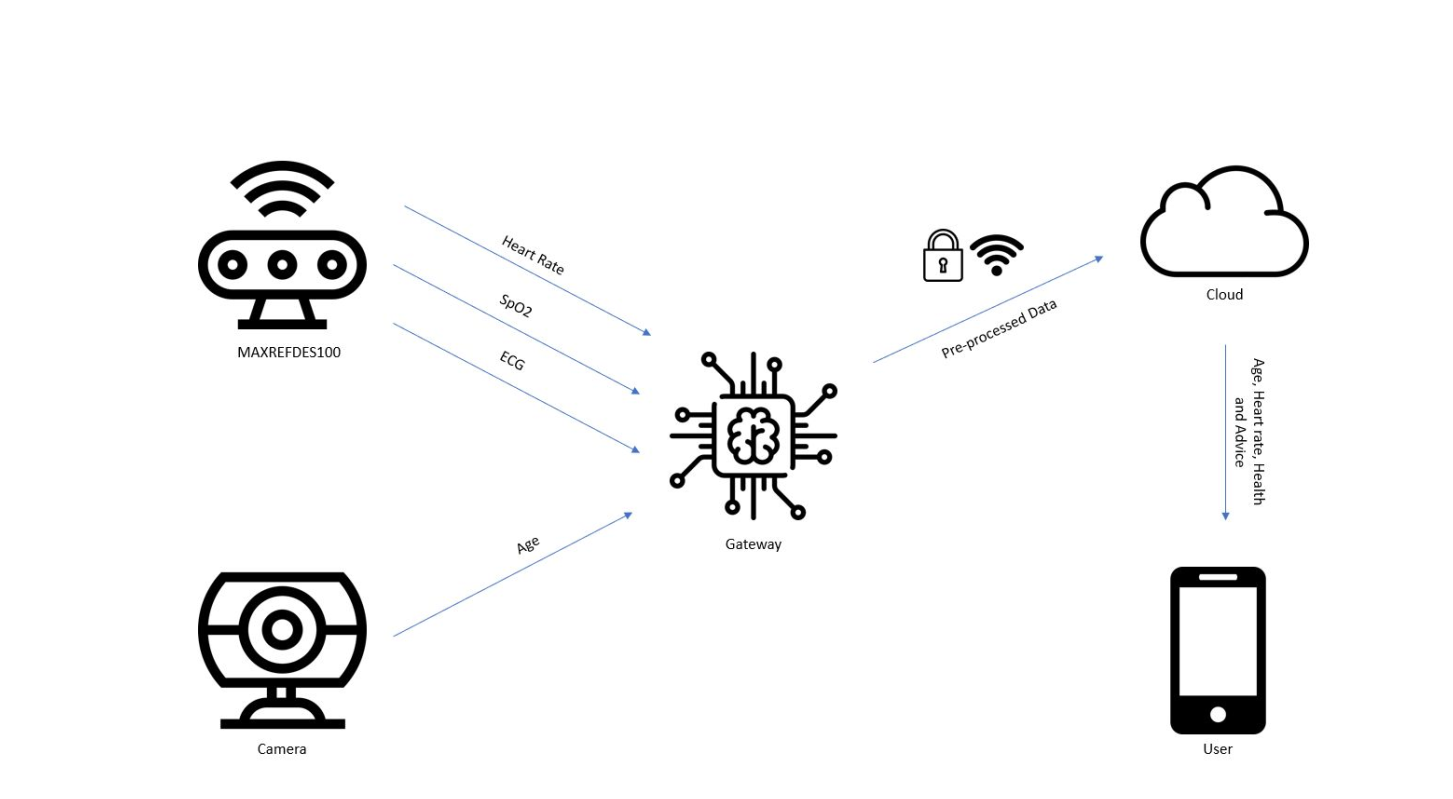 Heart Rate
SpO2
ECG
MAXREFDES100
Age
Camera
Gateway
Pre-processed Data
Cloud
Age, Heart rate, Health
and Advice
User